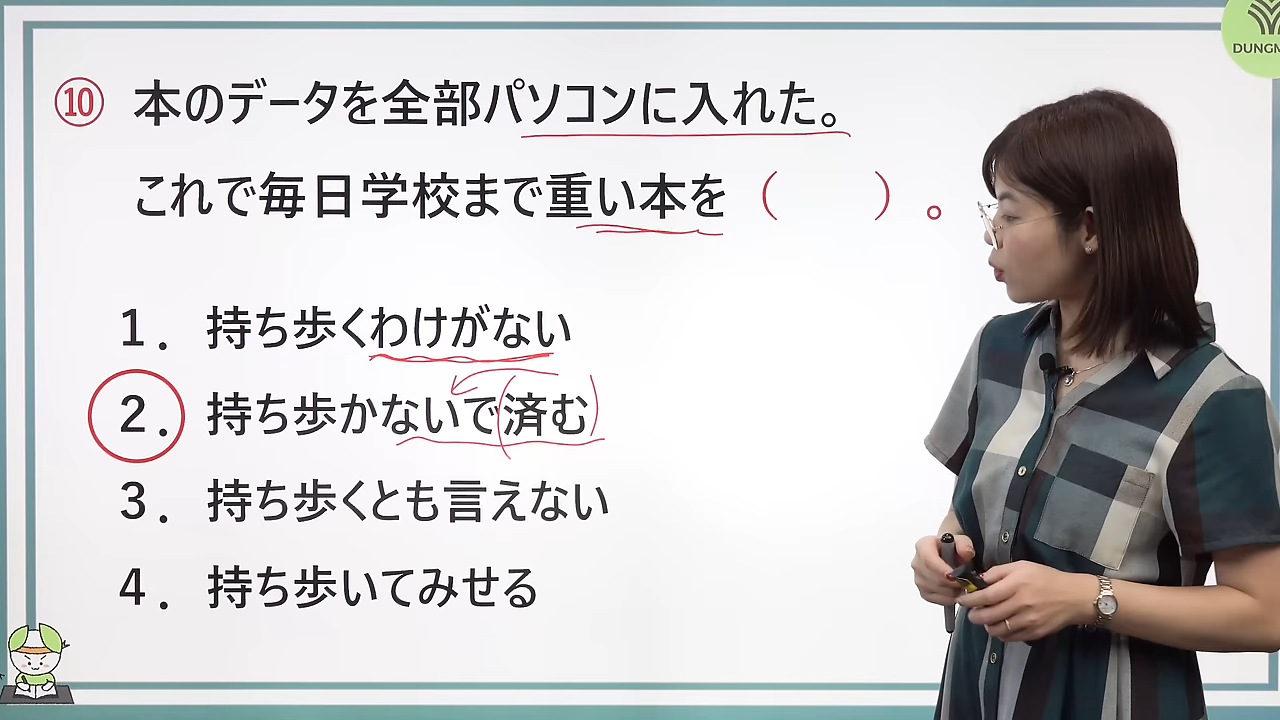 ⑩ 本のデータを全部パソコンに入れた。
これで毎日学校まで重い本を（　　）。
1．持ち歩くわけがない
2．持ち歩かないで済む
3．持ち歩くとも言えない
4．持ち歩いてみせる